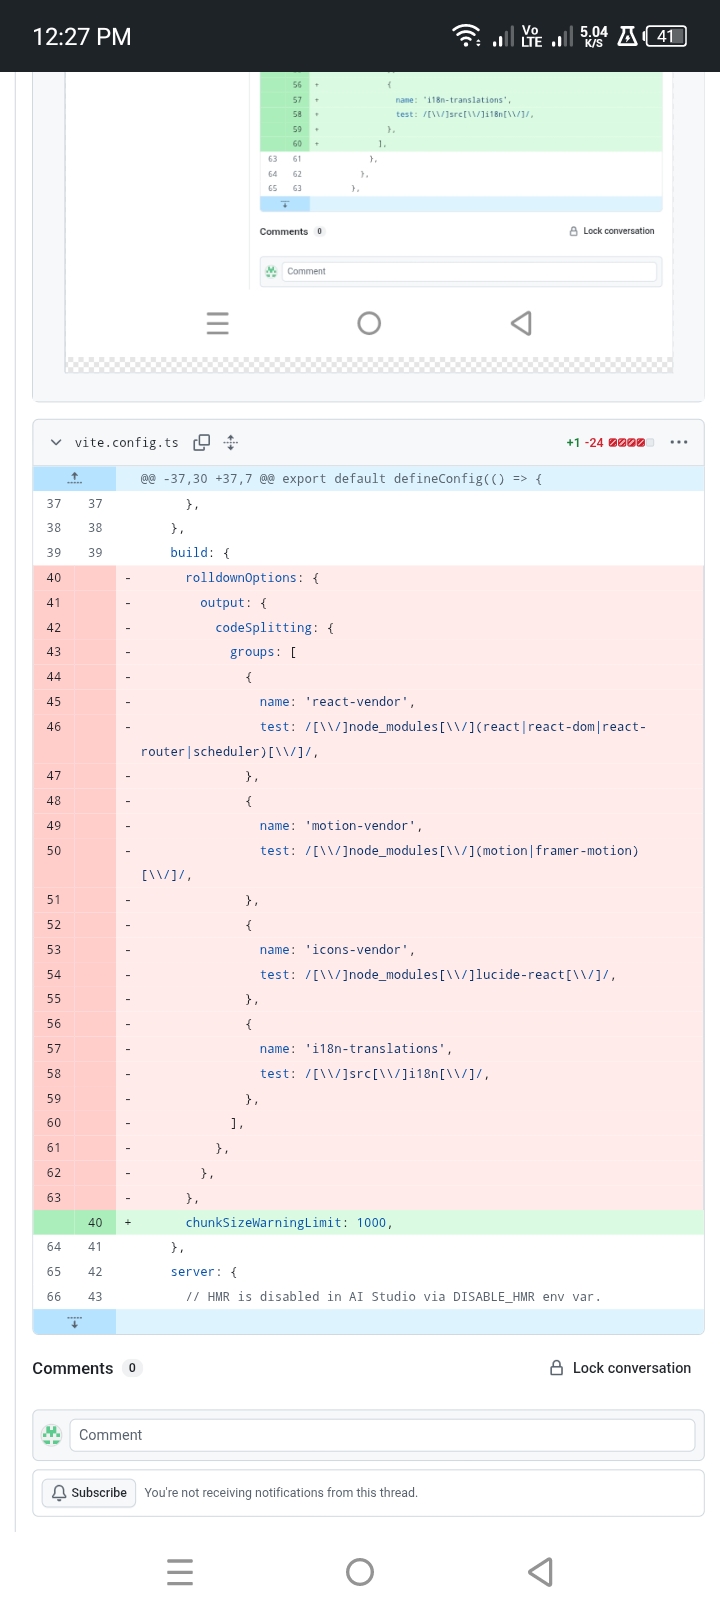 12:27 PM Vo LTE 5.04 K/S 41
56 + {
57 + name: 'i18n-translations',
58 + test: /[\\/]src[\\/]i18n[\\/]/,
59 + },
60 + ],
63 61 },
64 62 },
65 63 },
Comments 0 Lock conversation
Comment
vite.config.ts +1 -24
@@ -37,30 +37,7 @@ export default defineConfig(() => {
37 37 },
38 38 },
39 39 build: {
40 - rolldownOptions: {
41 - output: {
42 - codeSplitting: {
43 - groups: [
44 - {
45 - name: 'react-vendor',
46 - test: /[\\/]node_modules[\\/](react|react-dom|react-
router|scheduler)[\\/]/,
47 - },
48 - {
49 - name: 'motion-vendor',
50 - test: /[\\/]node_modules[\\/](motion|framer-motion)
[\\/]/,
51 - },
52 - {
53 - name: 'icons-vendor',
54 - test: /[\\/]node_modules[\\/]lucide-react[\\/]/,
55 - },
56 - {
57 - name: 'i18n-translations',
58 - test: /[\\/]src[\\/]i18n[\\/]/,
59 - },
60 - ],
61 - },
62 - },
63 - },
40 + chunkSizeWarningLimit: 1000,
64 41 },
65 42 server: {
66 43 // HMR is disabled in AI Studio via DISABLE_HMR env var.
Comments 0 Lock conversation
Comment
Subscribe You're not receiving notifications from this thread.